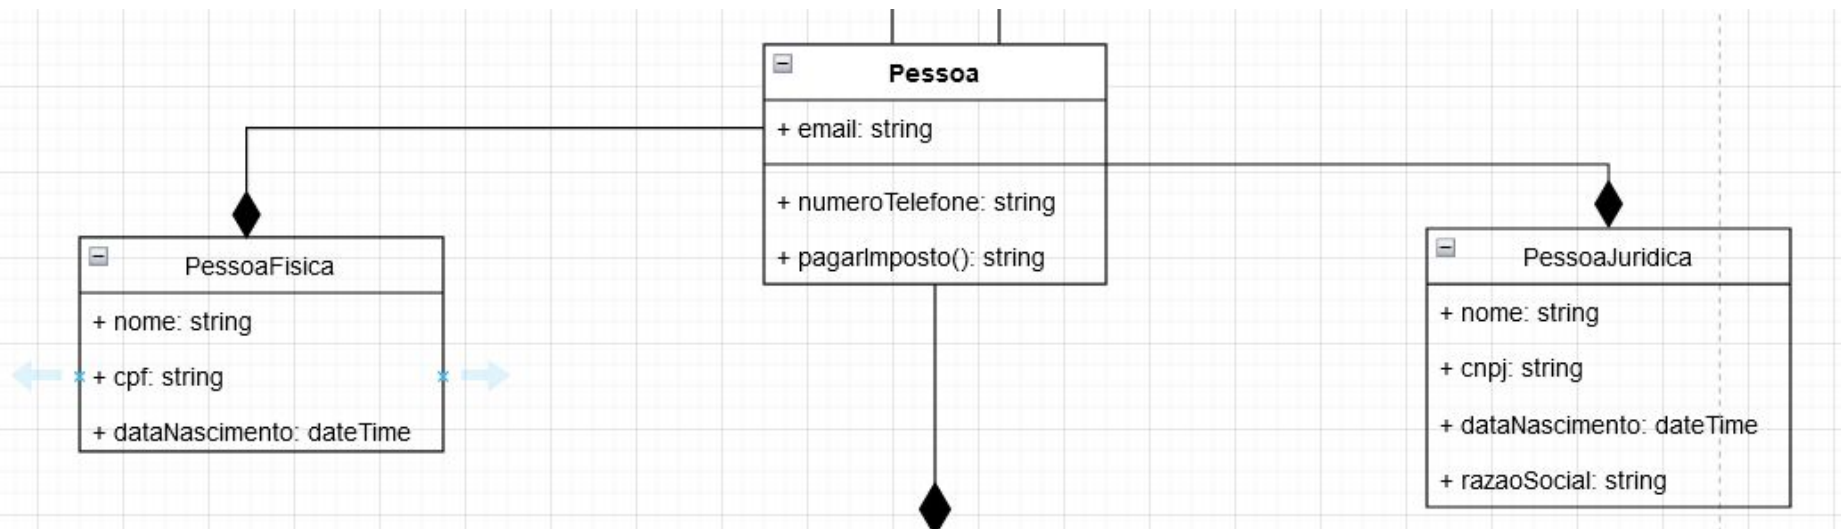 Pessoa
+ email: string
+ numeroTelefone: string
+ pagarImposto(): string
PessoaFisica
+ nome: string
+ cpf: string
+ dataNascimento: dateTime
PessoaJuridica
+ nome: string
+ cnpj: string
+ dataNascimento: dateTime
+ razaoSocial: string